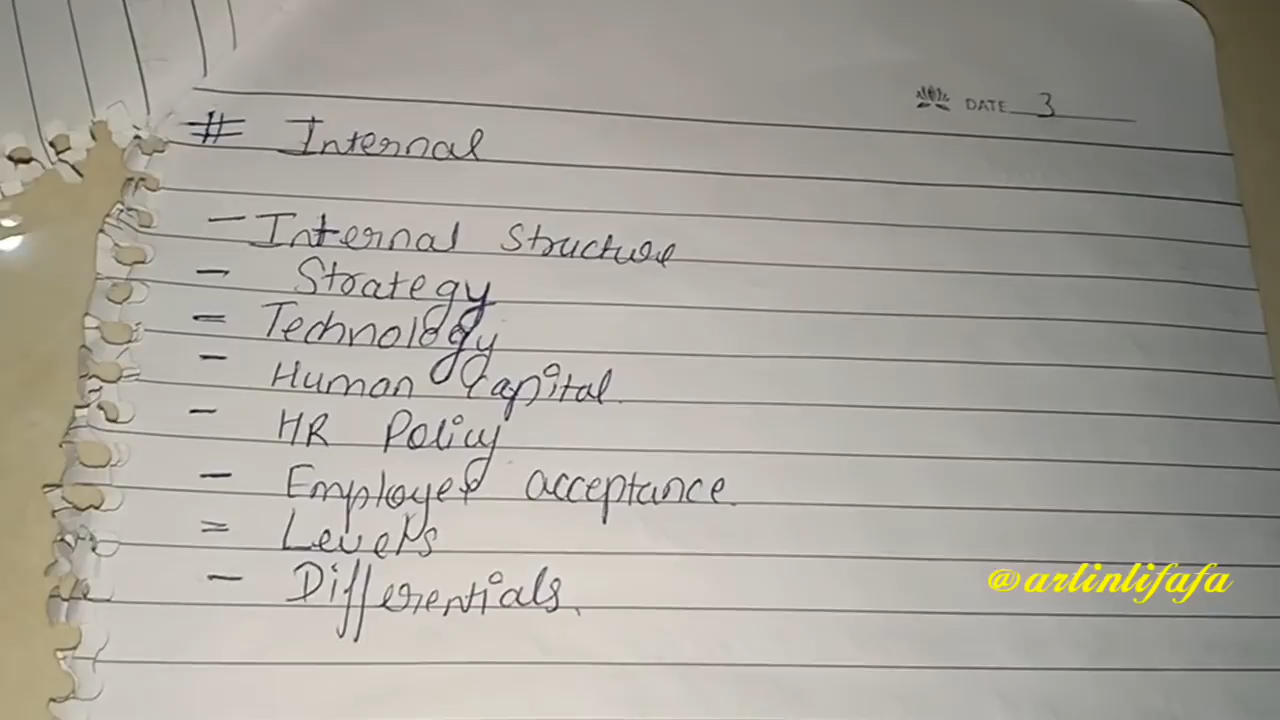 DATE 3
# Internal
- Internal Structure
- Strategy
= Technology
- Human Capital
- HR Policy
- Employee acceptance.
= Levels
- Differentials.
@artinlifafa